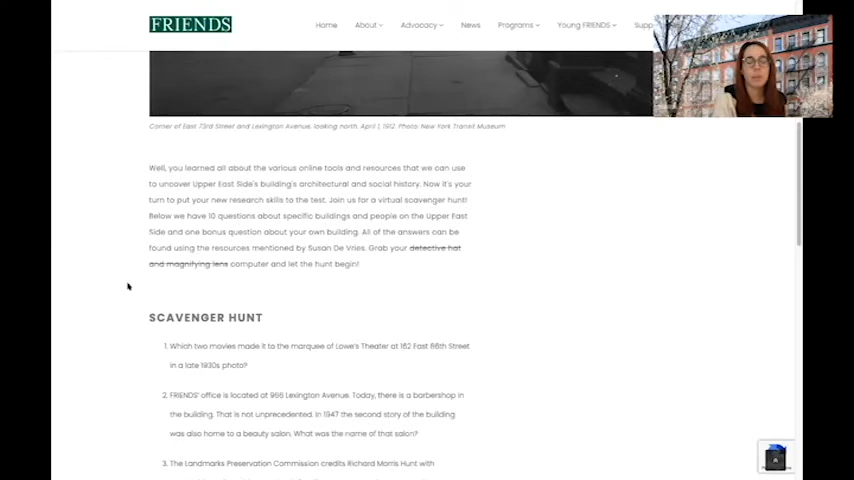 FRIENDS
Home About Advocacy News Programs Young FRIENDS Supp
Corner of East 73rd Street and Lexington Avenue, looking north, April 1, 1912. Photo: New York Transit Museum
Well, you learned all about the various online tools and resources that we can use
to uncover Upper East Side's building's architectural and social history. Now it's your
turn to put your new research skills to the test. Join us for a virtual scavenger hunt!
Below we have 10 questions about specific buildings and people on the Upper East
Side and one bonus question about your own building. All of the answers can be
found using the resources mentioned by Susan De Vries. Grab your detective hat
and magnifying lens computer and let the hunt begin!
SCAVENGER HUNT
1. Which two movies made it to the marquee of Lowe's Theater at 162 East 86th Street
in a late 1930s photo?
2. FRIENDS' office is located at 966 Lexington Avenue. Today, there is a barbershop in
the building. That is not unprecedented. In 1947 the second story of the building
was also home to a beauty salon. What was the name of that salon?
3. The Landmarks Preservation Commission credits Richard Morris Hunt with